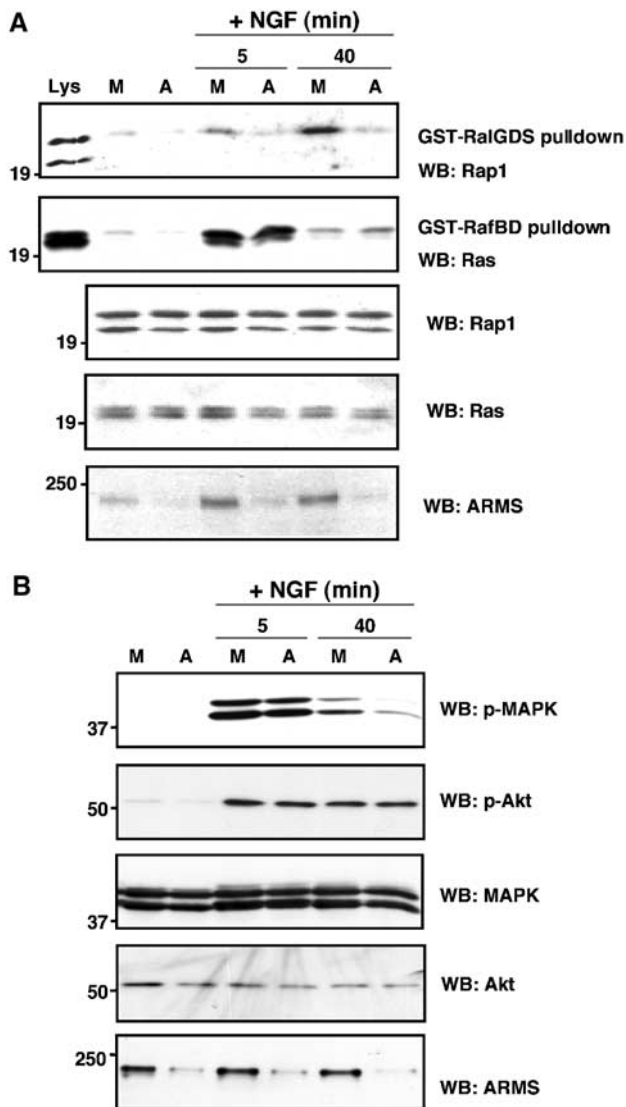 A
+ NGF (min)
5 40
Lys M A M A M A
GST-RalGDS pulldown
WB: Rap1
19
GST-RafBD pulldown
WB: Ras
19
WB: Rap1
19
WB: Ras
19
250
WB: ARMS
B
+ NGF (min)
5 40
M A M A M A
WB: p-MAPK
37
WB: p-Akt
50
WB: MAPK
37
WB: Akt
50
250
WB: ARMS